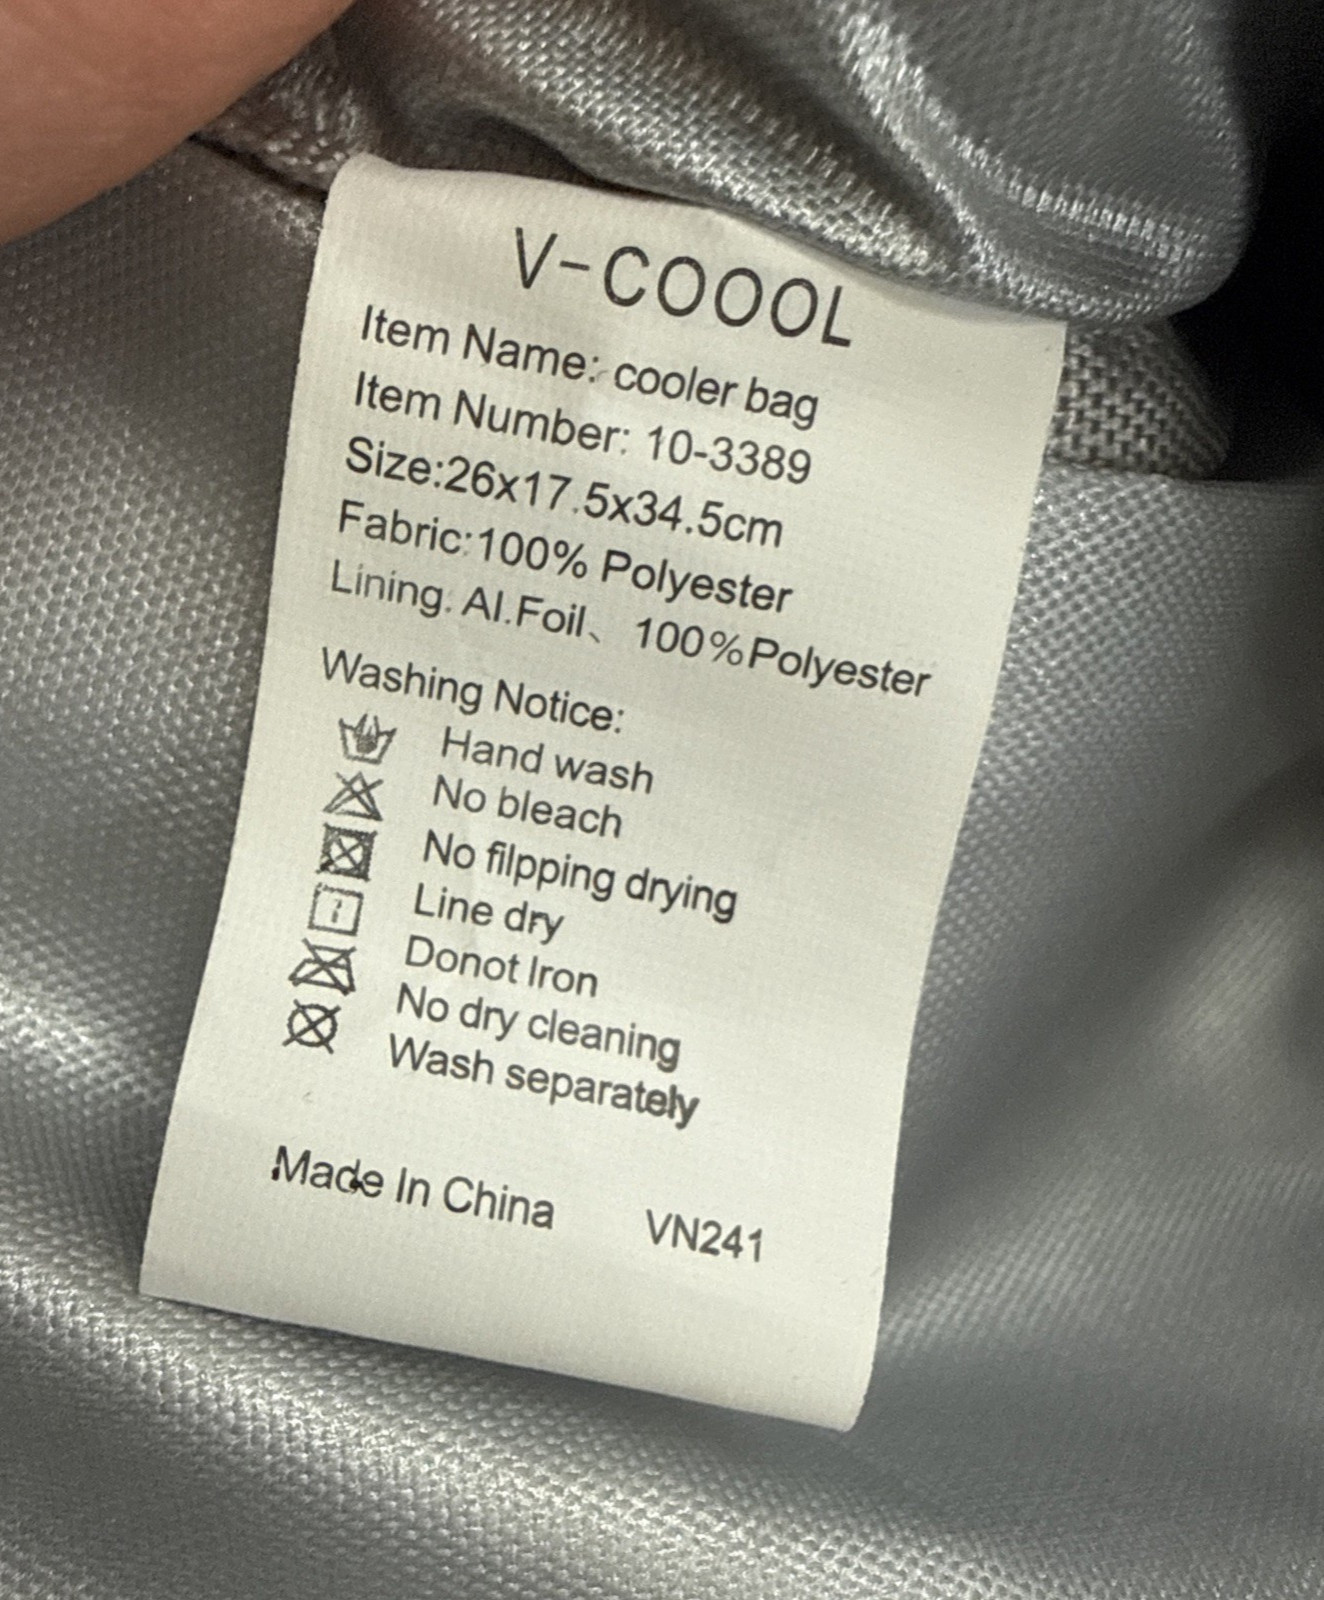 V-COOOL
Item Name: cooler bag
Item Number: 10-3389
Size:26x17.5x34.5cm
Fabric:100% Polyester
Lining: Al.Foil、 100%Polyester
Washing Notice:
Hand wash
No bleach
No filpping drying
Line dry
Donot Iron
No dry cleaning
Wash separately
Made In China VN241